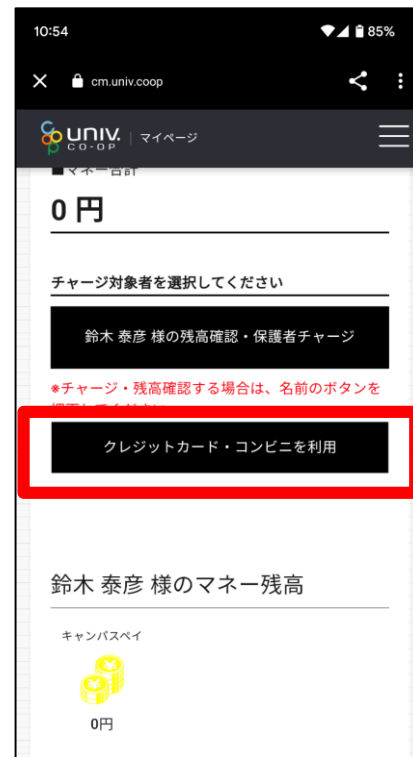 10:54
85%
cm.univ.coop
univ.
CO-OP
マイページ
■マネー合計
0 円
チャージ対象者を選択してください
鈴木 泰彦 様の残高確認・保護者チャージ
*チャージ・残高確認する場合は、名前のボタンを
クレジットカード・コンビニを利用
鈴木 泰彦 様のマネー残高
キャンパスペイ
0円